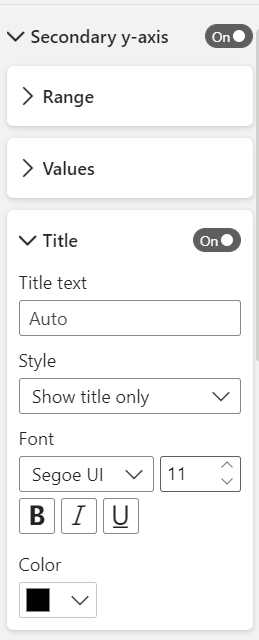 Secondary y-axis On
Range
Values
Title On
Title text
Auto
Style
Show title only
Font
Segoe UI 11
B I U
Color